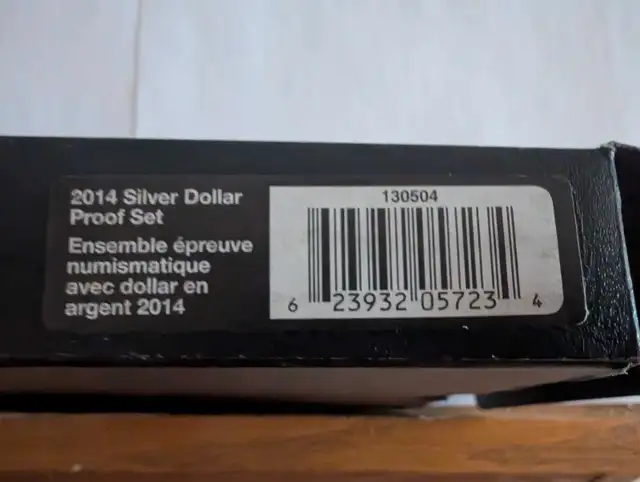 2014 Silver Dollar
Proof Set
Ensemble épreuve
numismatique
avec dollar en
argent 2014
130504
6 23932 05723 4